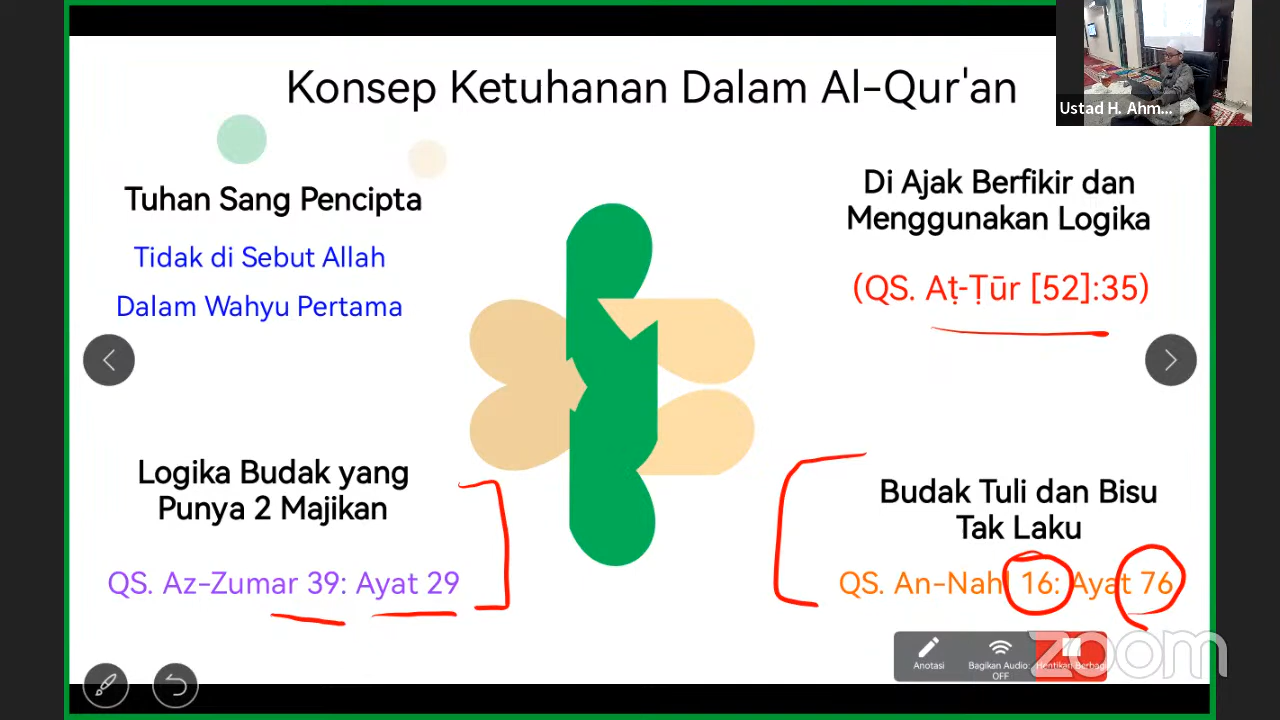 Konsep Ketuhanan Dalam Al-Qur'an
Ustad H. Ahm...
Tuhan Sang Pencipta
Tidak di Sebut Allah
Dalam Wahyu Pertama
Di Ajak Berfikir dan
Menggunakan Logika
(QS. Aṭ-Ṭūr [52]:35)
Logika Budak yang
Punya 2 Majikan
QS. Az-Zumar 39: Ayat 29
Budak Tuli dan Bisu
Tak Laku
QS. An-Nahl 16: Ayat 76
Anotasi
Bagikan Audio:
OFF
Hentikan Berbagi
zoom